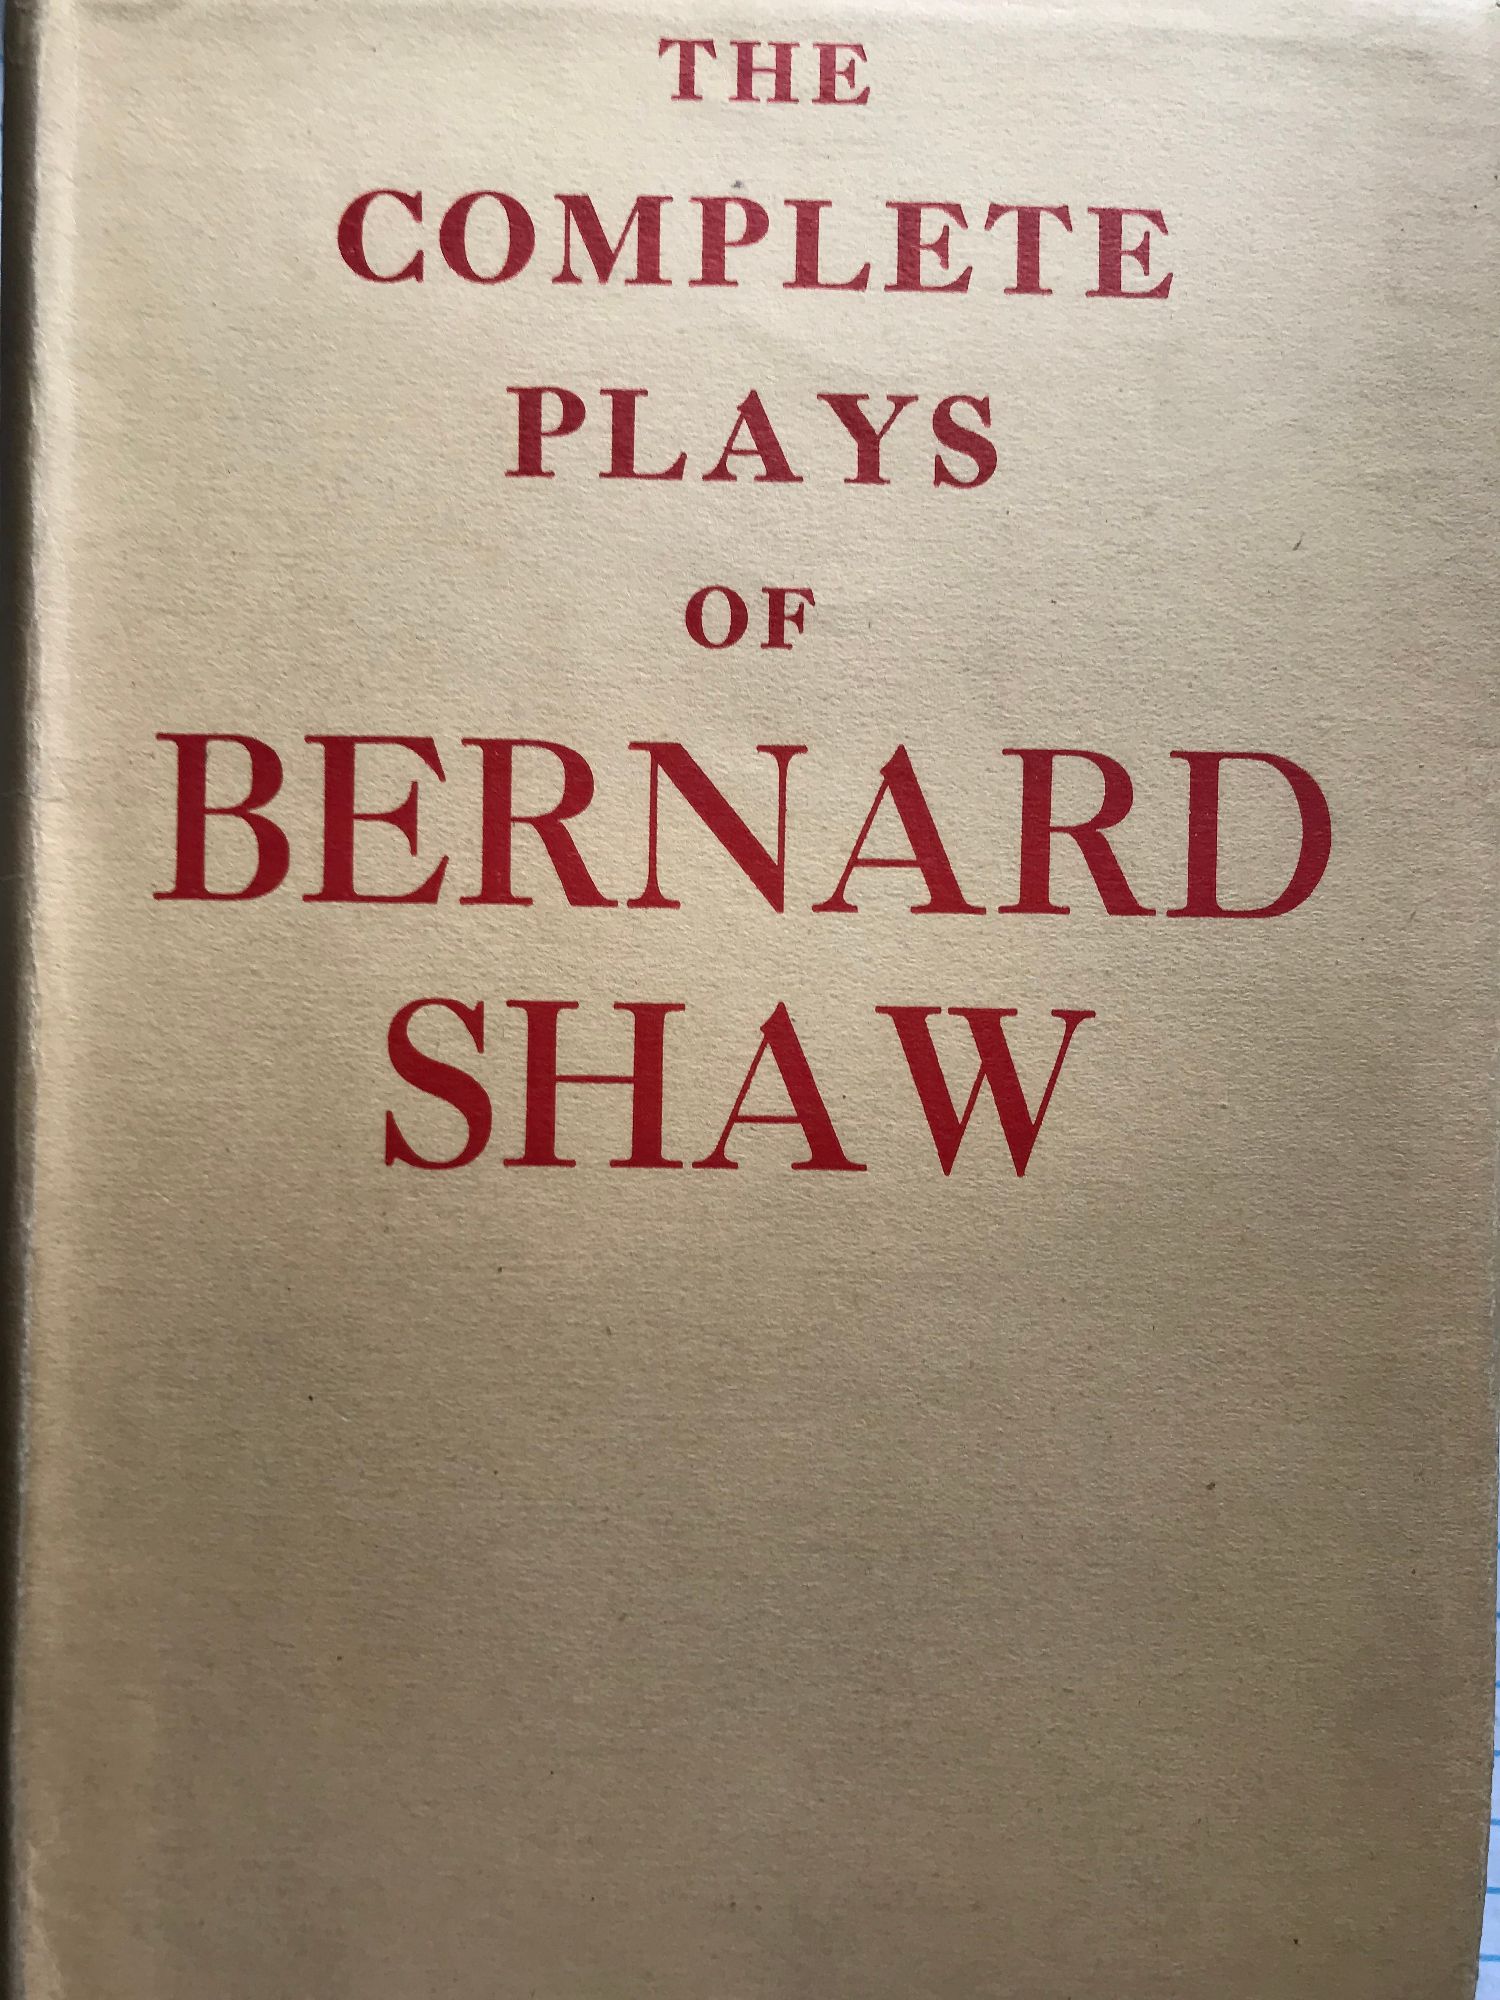 THE
COMPLETE
PLAYS
OF
BERNARD
SHAW